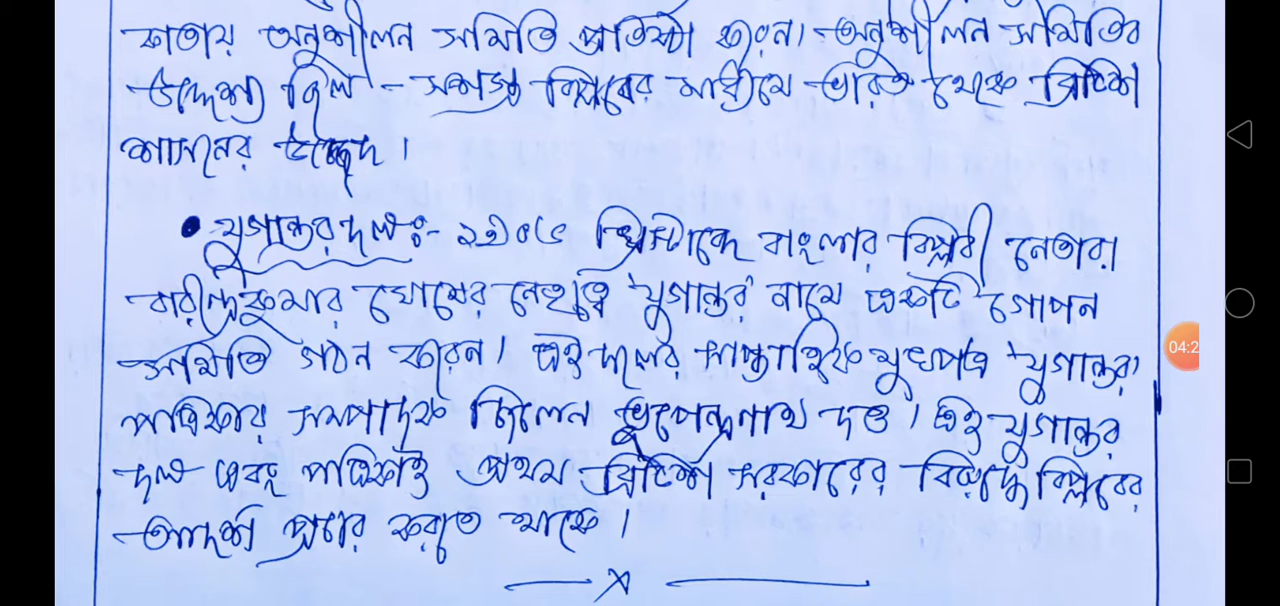 কাতায় অনুশীলন সমিতি প্রতিষ্ঠা করেন। অনুশীলন সমিতির
উদ্দেশ্য ছিল - সশস্ত্র বিপ্লবের মাধ্যমে ভারত থেকে ব্রিটিশ
শাসনের উচ্ছেদ।
• যুগান্তর দল:- ১৯০৬ খ্রিস্টাব্দে বাংলার বিপ্লবী নেতারা
বারীন্দ্রকুমার ঘোষের নেতৃত্বে 'যুগান্তর' নামে একটি গোপন
সমিতি গঠন করেন। এই দলের সাপ্তাহিক মুখপত্র 'যুগান্তর'
পত্রিকার সম্পাদক ছিলেন ভূপেন্দ্রনাথ দত্ত। এই যুগান্তর
দল এবং পত্রিকাই প্রথম ব্রিটিশ সরকারের বিরুদ্ধে বিপ্লবের
আদর্শ প্রচার করতে থাকে।
04:2